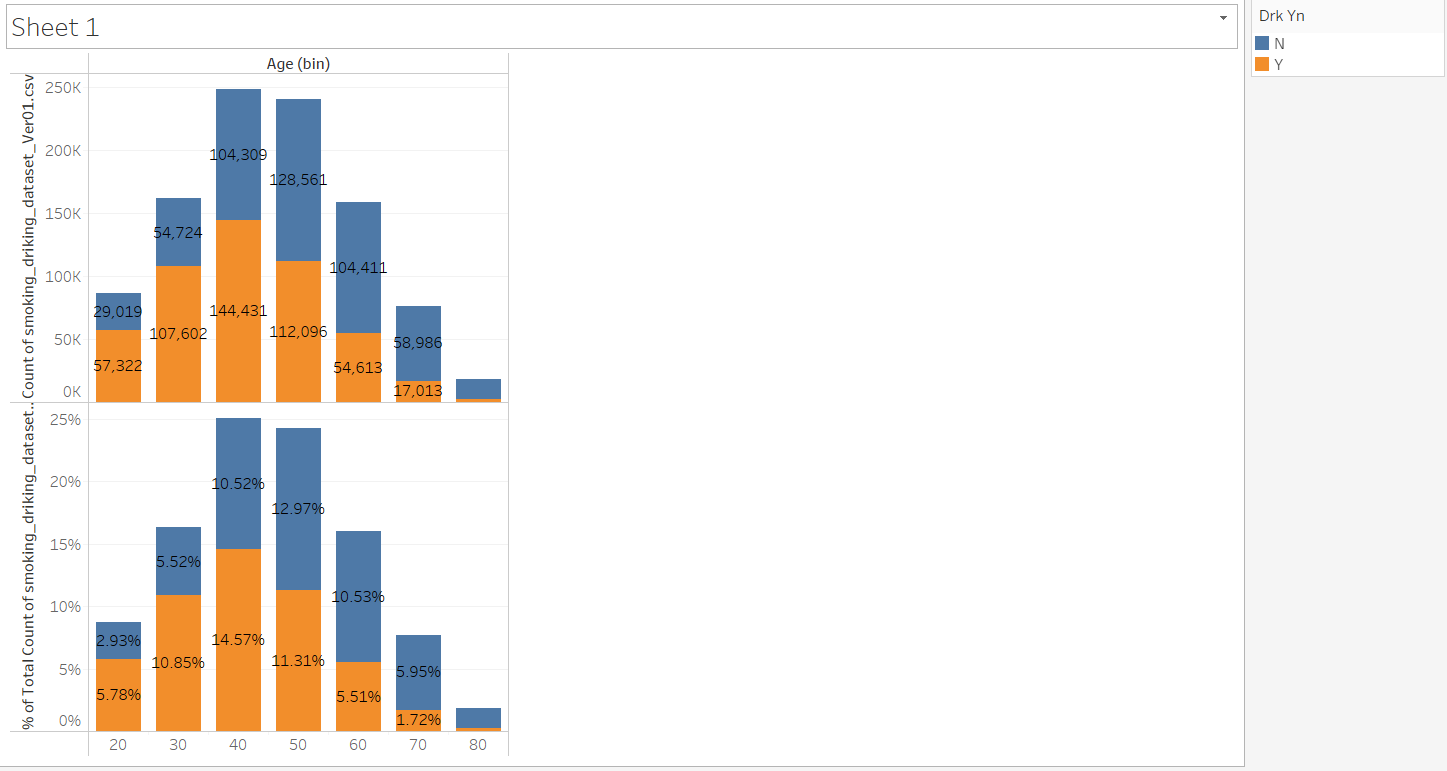 Sheet 1
Drk Yn
N
Y
Age (bin)
Count of smoking_driking_dataset_Ver01.csv
250K
200K
150K
100K
50K
0K
104,309
128,561
54,724
104,411
29,019
144,431
107,602
112,096
58,986
57,322
54,613
17,013
% of Total Count of smoking_driking_dataset..
25%
20%
15%
10%
5%
0%
10.52%
12.97%
5.52%
10.53%
2.93%
14.57%
10.85%
11.31%
5.95%
5.78%
5.51%
1.72%
20 30 40 50 60 70 80